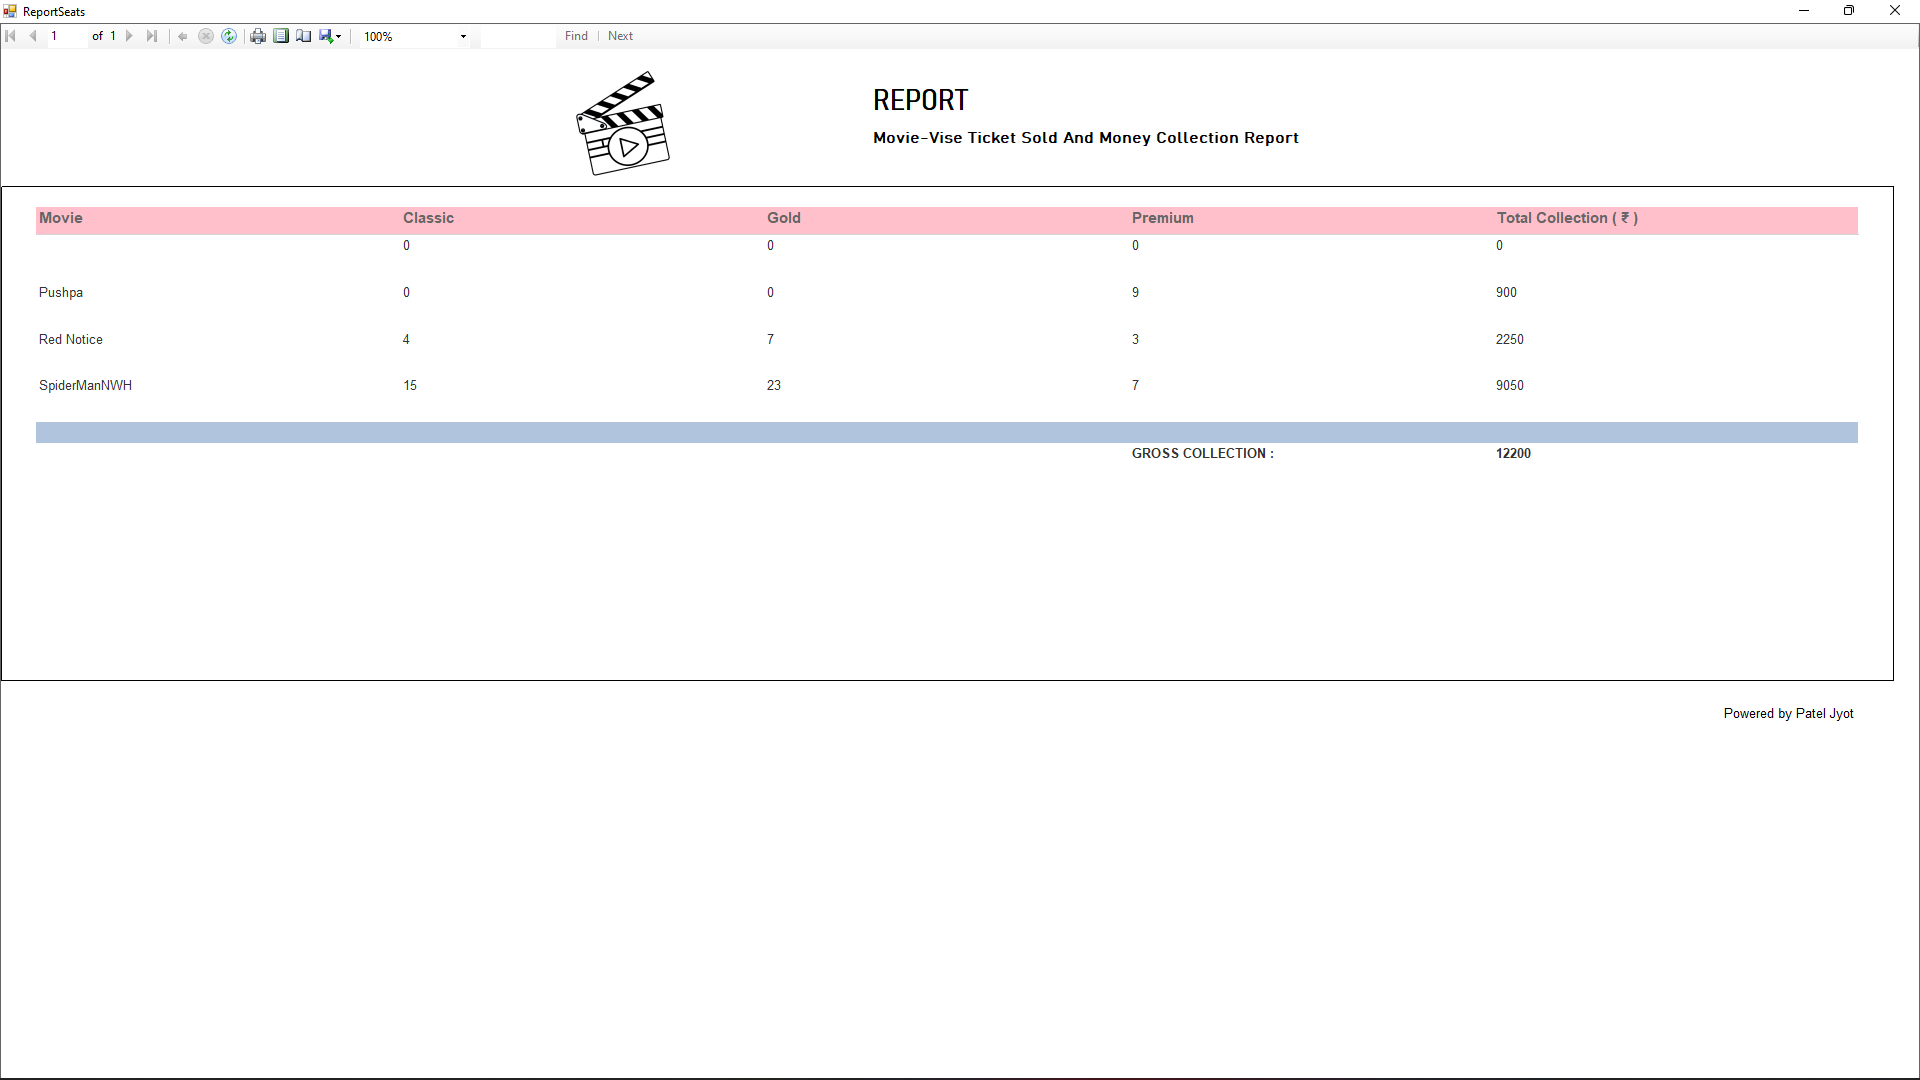 ReportSeats
1 of 1 100% Find Next
REPORT
Movie-Vise Ticket Sold And Money Collection Report
Movie Classic Gold Premium Total Collection ( ₹ )
0 0 0 0
Pushpa 0 0 9 900
Red Notice 4 7 3 2250
SpiderManNWH 15 23 7 9050
GROSS COLLECTION : 12200
Powered by Patel Jyot